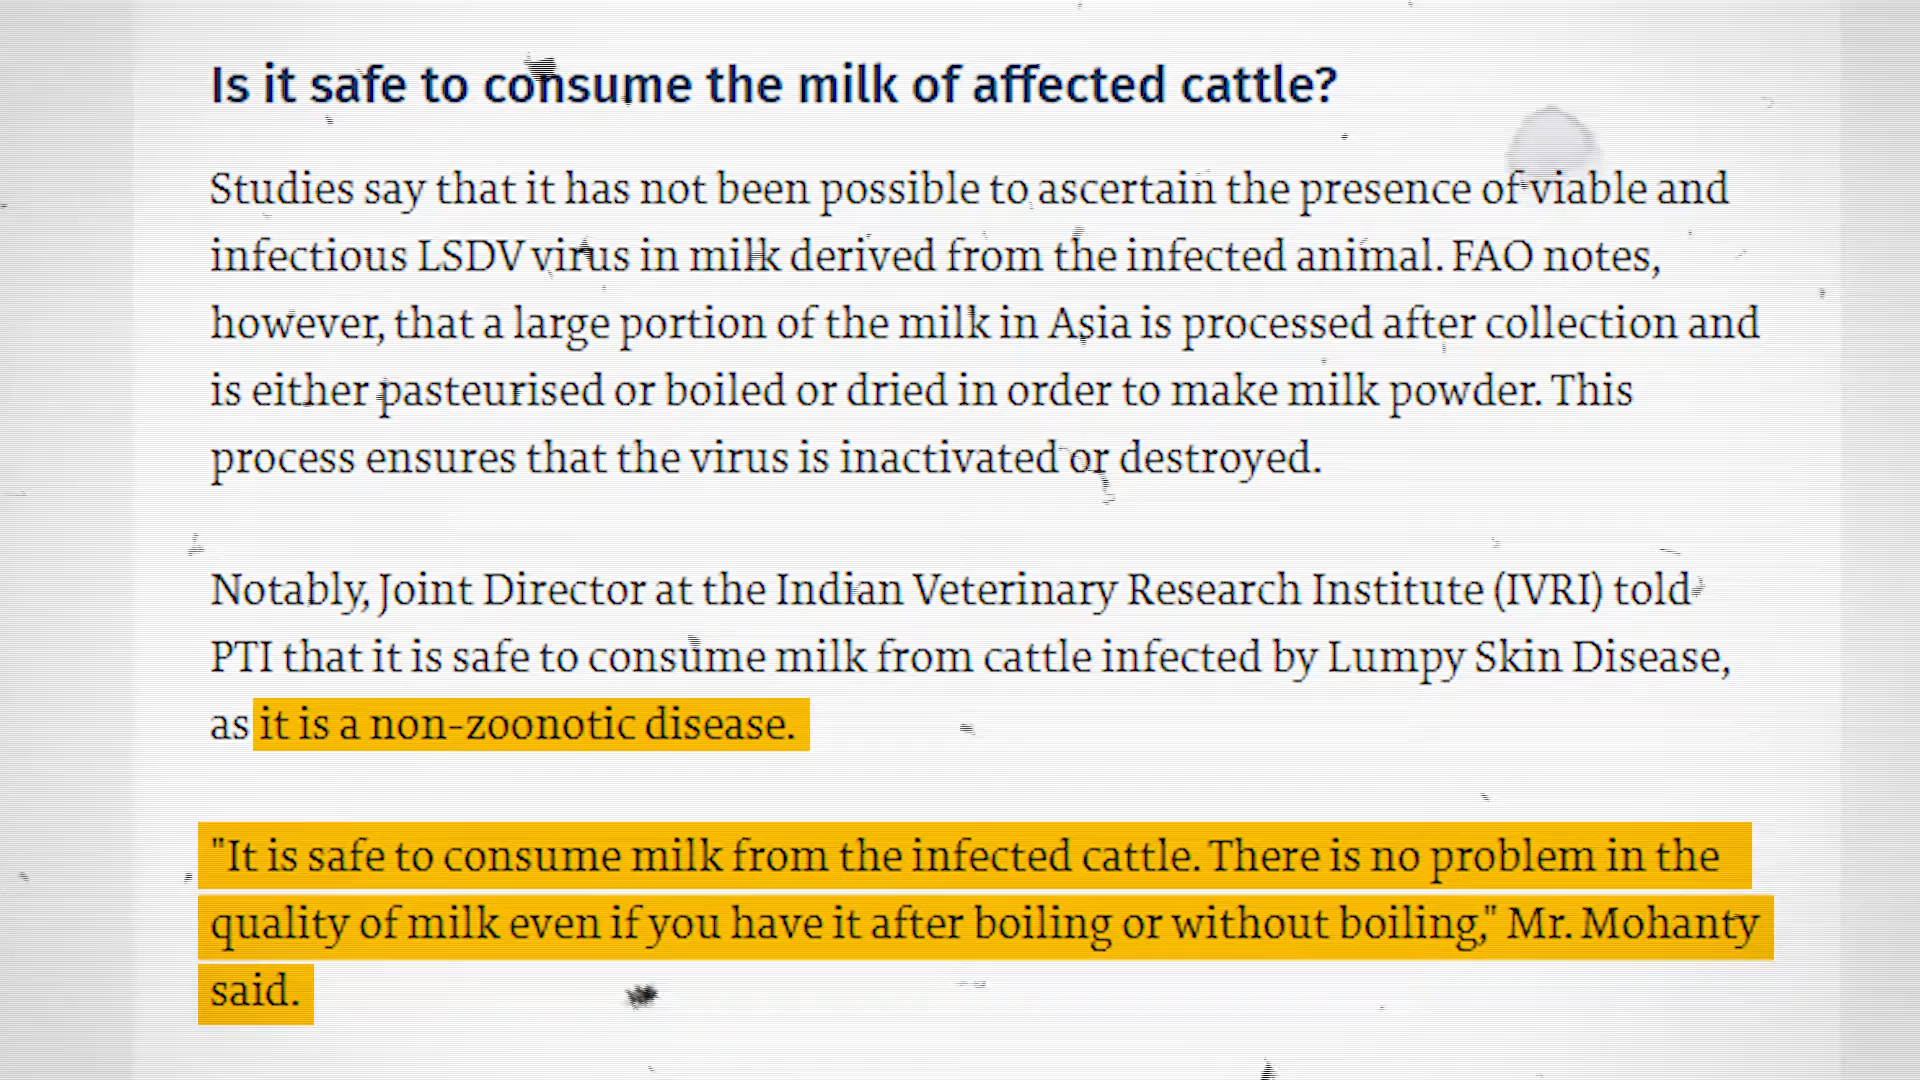 Is it safe to consume the milk of affected cattle?
Studies say that it has not been possible to ascertain the presence of viable and
infectious LSDV virus in milk derived from the infected animal. FAO notes,
however, that a large portion of the milk in Asia is processed after collection and
is either pasteurised or boiled or dried in order to make milk powder. This
process ensures that the virus is inactivated or destroyed.
Notably, Joint Director at the Indian Veterinary Research Institute (IVRI) told
PTI that it is safe to consume milk from cattle infected by Lumpy Skin Disease,
as it is a non-zoonotic disease.
"It is safe to consume milk from the infected cattle. There is no problem in the
quality of milk even if you have it after boiling or without boiling," Mr. Mohanty
said.